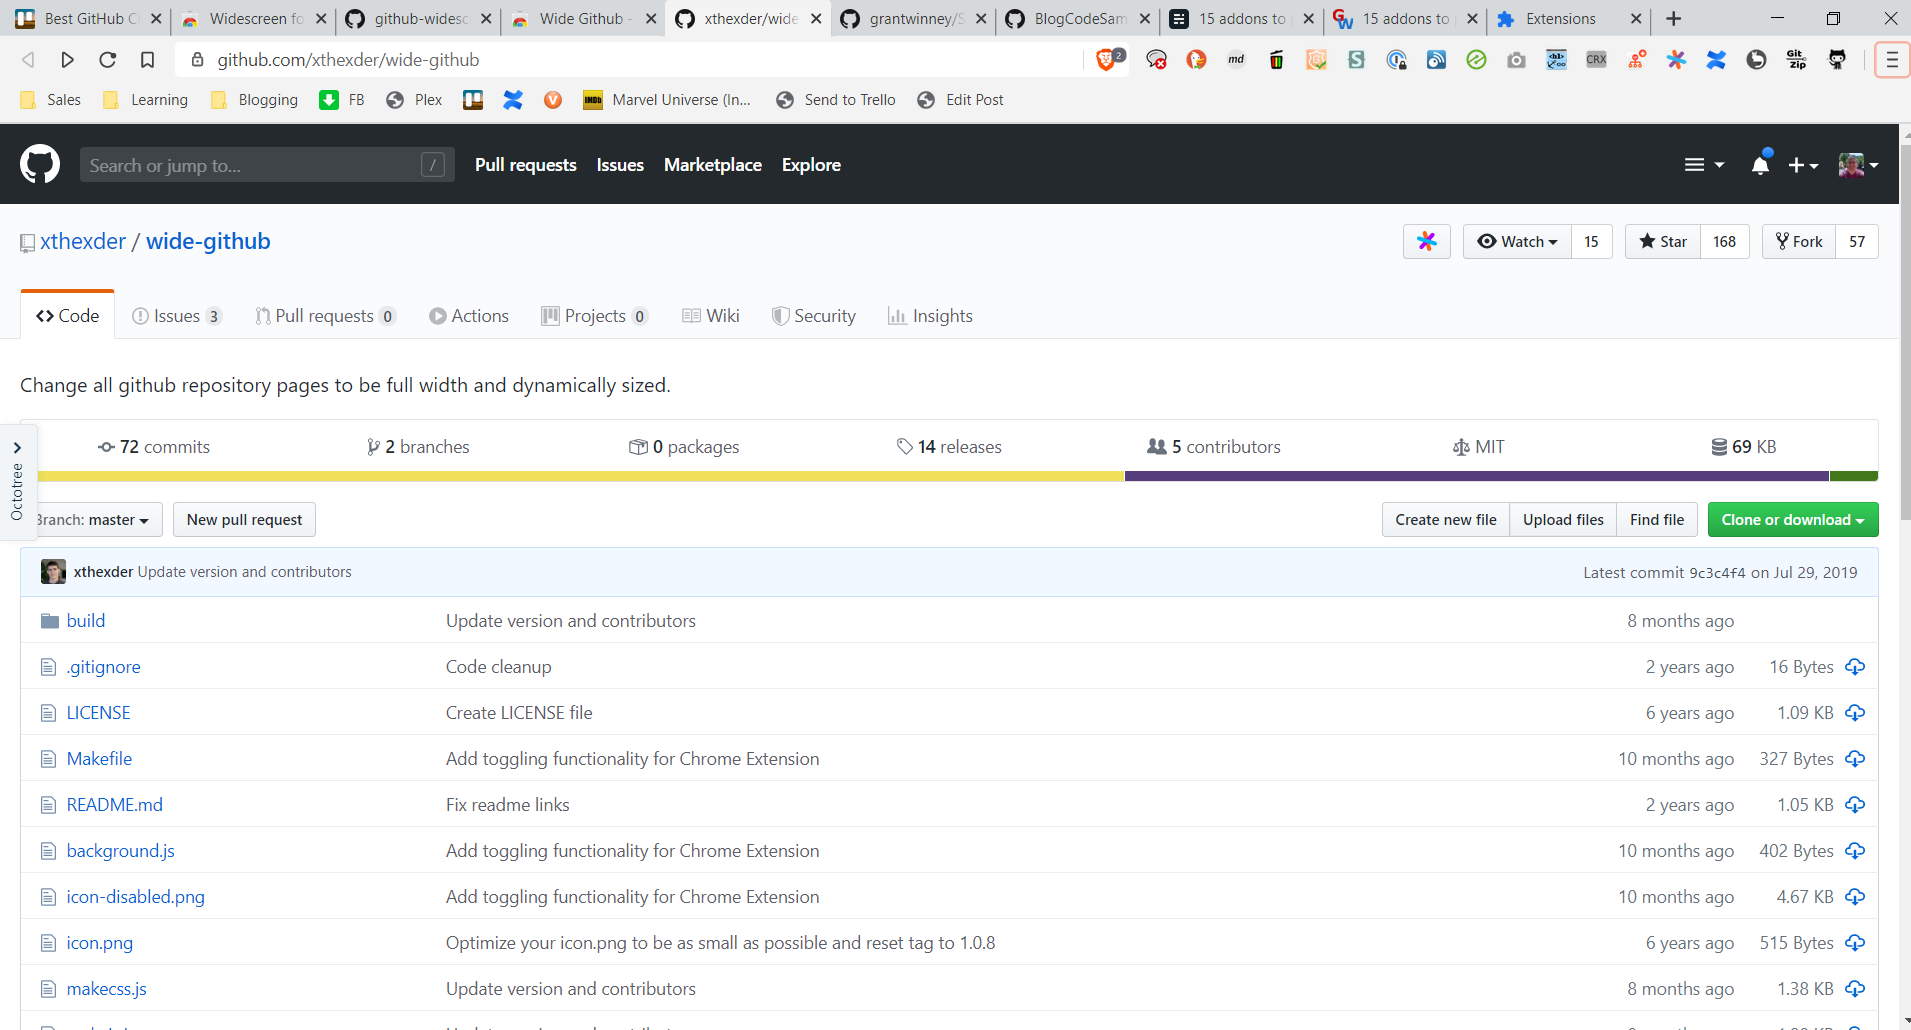 Best GitHub C
Widescreen fo
github-widesc
Wide Github -
xthexder/wide
grantwinney/S
BlogCodeSam
15 addons to
15 addons to
Extensions
github.com/xthexder/wide-github
2
md
CRX
Git zip
Sales
Learning
Blogging
FB
Plex
IMDb
Marvel Universe (In...
Send to Trello
Edit Post
Search or jump to...
/
Pull requests
Issues
Marketplace
Explore
xthexder / wide-github
Watch 15
Star 168
Fork 57
Code
Issues 3
Pull requests 0
Actions
Projects 0
Wiki
Security
Insights
Change all github repository pages to be full width and dynamically sized.
72 commits
2 branches
0 packages
14 releases
5 contributors
MIT
69 KB
Octotree
Branch: master
New pull request
Create new file
Upload files
Find file
Clone or download
xthexder Update version and contributors
Latest commit 9c3c4f4 on Jul 29, 2019
build Update version and contributors 8 months ago
.gitignore Code cleanup 2 years ago 16 Bytes
LICENSE Create LICENSE file 6 years ago 1.09 KB
Makefile Add toggling functionality for Chrome Extension 10 months ago 327 Bytes
README.md Fix readme links 2 years ago 1.05 KB
background.js Add toggling functionality for Chrome Extension 10 months ago 402 Bytes
icon-disabled.png Add toggling functionality for Chrome Extension 10 months ago 4.67 KB
icon.png Optimize your icon.png to be as small as possible and reset tag to 1.0.8 6 years ago 515 Bytes
makecss.js Update version and contributors 8 months ago 1.38 KB